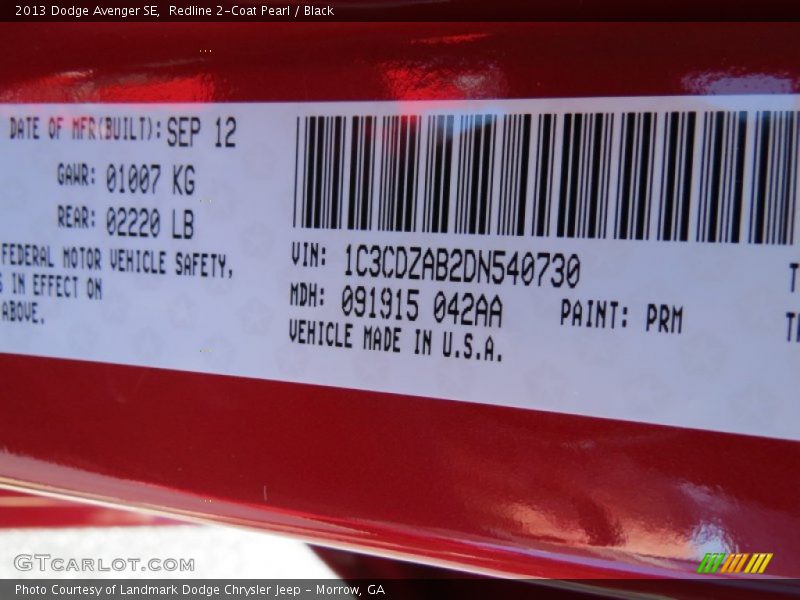 2013 Dodge Avenger SE,  Redline 2-Coat Pearl / Black
DATE OF MFR(BUILT): SEP 12
GAWR: 01007 KG
REAR: 02220 LB
FEDERAL MOTOR VEHICLE SAFETY,
IN EFFECT ON
ABOVE.
VIN: 1C3CDZAB2DN540730
MDH: 091915 042AA PAINT: PRM
VEHICLE MADE IN U.S.A.
GTCARLOT.COM
Photo Courtesy of Landmark Dodge Chrysler Jeep - Morrow, GA